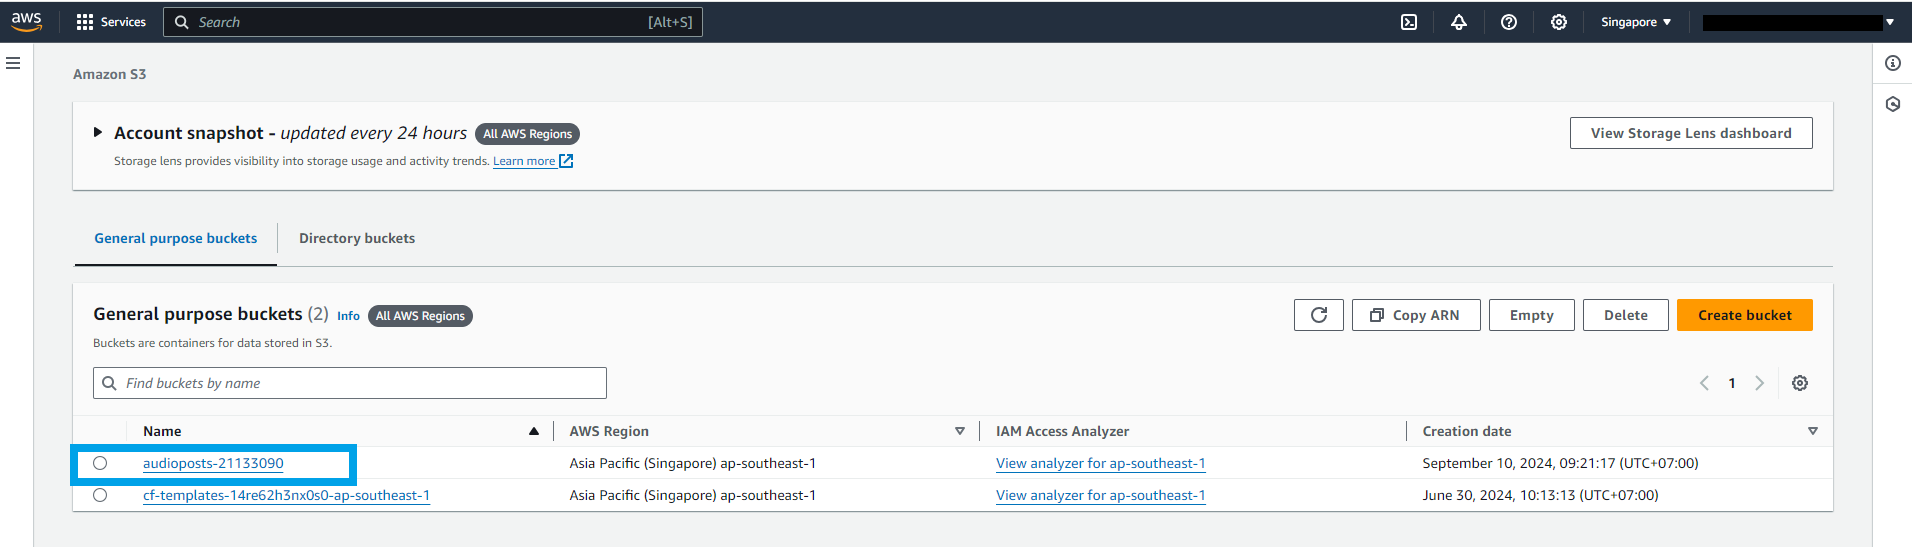 aws Services Search [Alt+S] Singapore
Amazon S3
Account snapshot - updated every 24 hours All AWS Regions View Storage Lens dashboard
Storage lens provides visibility into storage usage and activity trends. Learn more
General purpose buckets Directory buckets
General purpose buckets (2) Info All AWS Regions Copy ARN Empty Delete Create bucket
Buckets are containers for data stored in S3.
Find buckets by name 1
Name AWS Region IAM Access Analyzer Creation date
audioposts-21133090 Asia Pacific (Singapore) ap-southeast-1 View analyzer for ap-southeast-1 September 10, 2024, 09:21:17 (UTC+07:00)
cf-templates-14re62h3nx0s0-ap-southeast-1 Asia Pacific (Singapore) ap-southeast-1 View analyzer for ap-southeast-1 June 30, 2024, 10:13:13 (UTC+07:00)